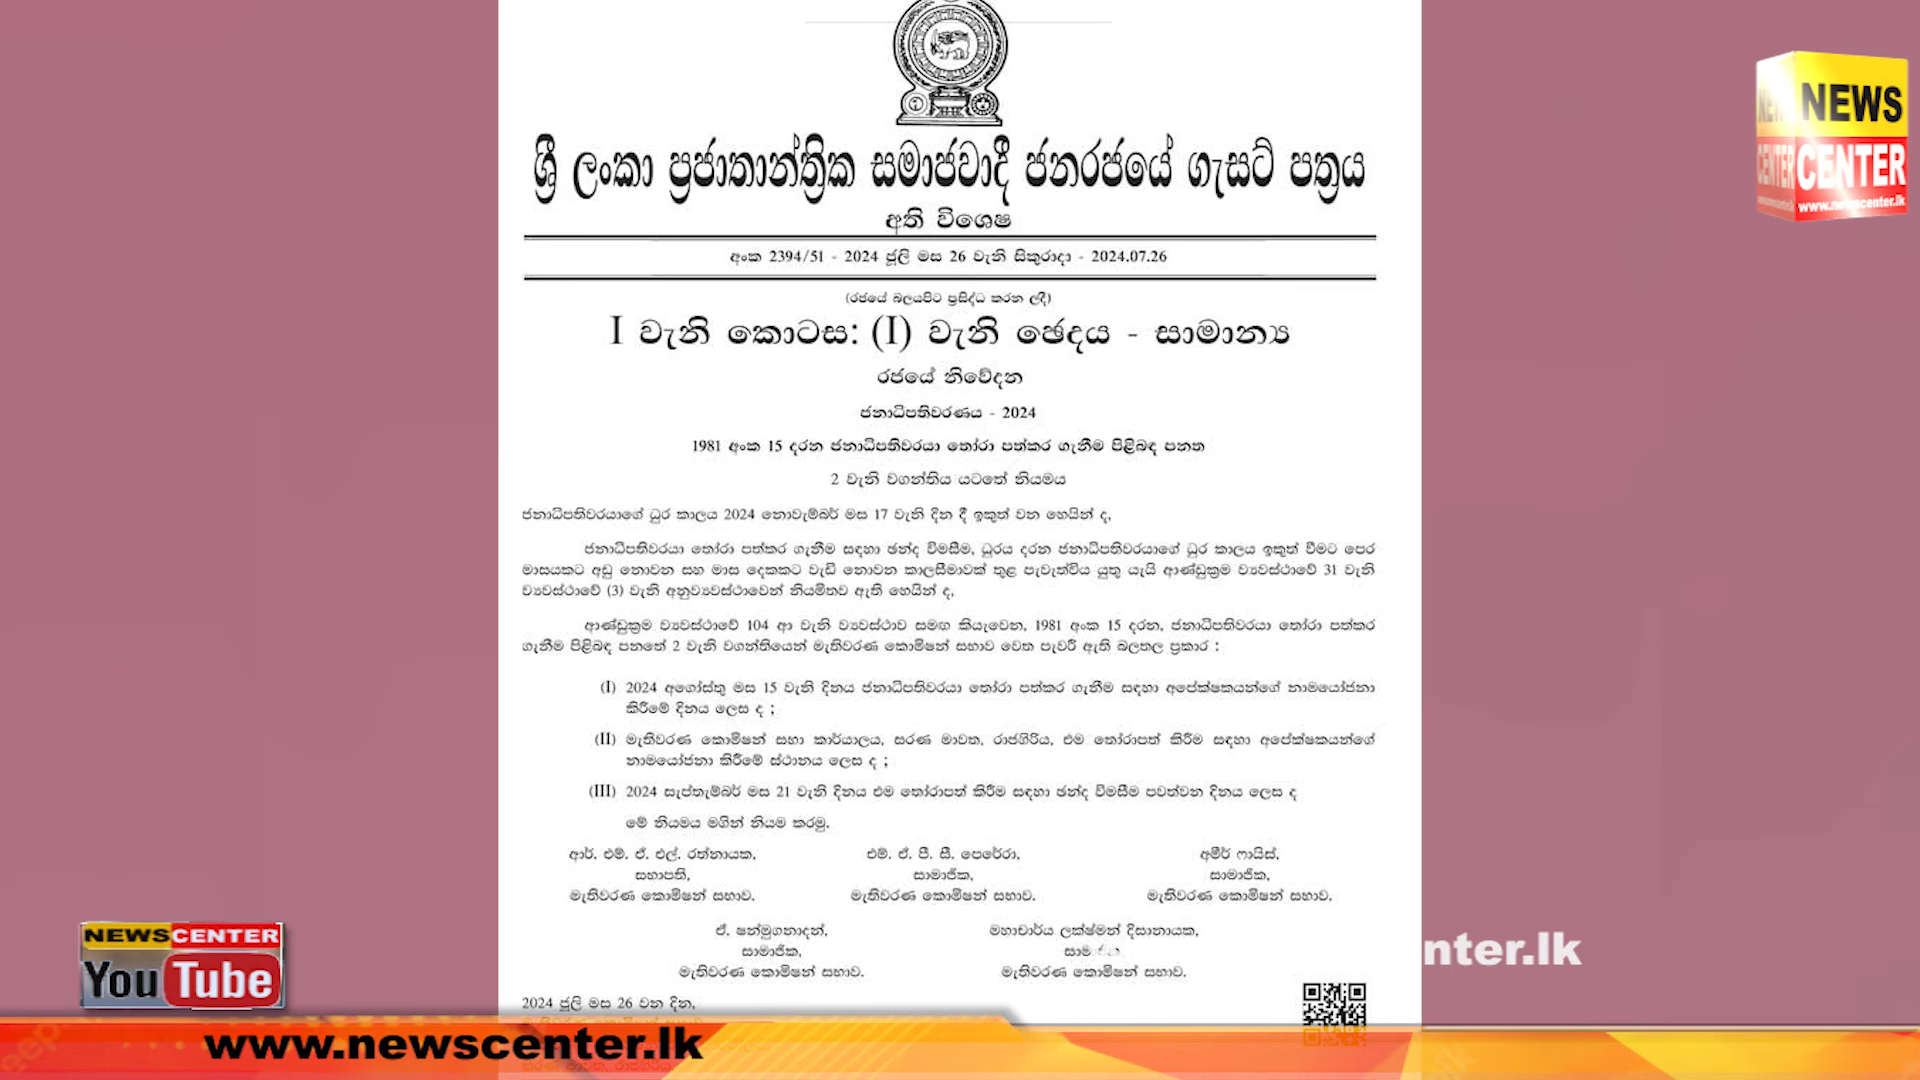 ශ්‍රී ලංකා ප්‍රජාතාන්ත්‍රික සමාජවාදී ජනරජයේ ගැසට් පත්‍රය
අති විශෙෂ
අංක 2394/51 - 2024 ජූලි මස 26 වැනි සිකුරාදා - 2024.07.26
(රජයේ බලයපිට ප්‍රසිද්ධ කරන ලදී)
I වැනි කොටස: (I) වැනි ඡෙදය - සාමාන්‍ය
රජයේ නිවේදන
ජනාධිපතිවරණය - 2024
1981 අංක 15 දරන ජනාධිපතිවරයා තෝරා පත්කර ගැනීම පිළිබඳ පනත
2 වැනි වගන්තිය යටතේ නියමය
ජනාධිපතිවරයාගේ ධුර කාලය 2024 නොවැම්බර් මස 17 වැනි දින දී ඉකුත් වන හෙයින් ද,
ජනාධිපතිවරයා තෝරා පත්කර ගැනීම සඳහා ඡන්ද විමසීම, ධුරය දරන ජනාධිපතිවරයාගේ ධුර කාලය ඉකුත් වීමට පෙර
මාසයකට අඩු නොවන සහ මාස දෙකකට වැඩි නොවන කාලසීමාවක් තුළ පැවැත්විය යුතු යැයි ආණ්ඩුක්‍රම ව්‍යවස්ථාවේ 31 වැනි
ව්‍යවස්ථාවේ (3) වැනි අනුව්‍යවස්ථාවෙන් නියමිතව ඇති හෙයින් ද,
ආණ්ඩුක්‍රම ව්‍යවස්ථාවේ 104 ආ වැනි ව්‍යවස්ථාව සමඟ කියැවෙන, 1981 අංක 15 දරන, ජනාධිපතිවරයා තෝරා පත්කර
ගැනීම පිළිබඳ පනතේ 2 වැනි වගන්තියෙන් මැතිවරණ කොමිෂන් සභාව වෙත පැවරී ඇති බලතල ප්‍රකාර :
(I) 2024 අගෝස්තු මස 15 වැනි දිනය ජනාධිපතිවරයා තෝරා පත්කර ගැනීම සඳහා අපේක්ෂකයන්ගේ නාමයෝජනා
කිරීමේ දිනය ලෙස ද ;
(II) මැතිවරණ කොමිෂන් සභා කාර්යාලය, සරණ මාවත, රාජගිරිය, එම තෝරාපත් කිරීම සඳහා අපේක්ෂකයන්ගේ
නාමයෝජනා කිරීමේ ස්ථානය ලෙස ද ;
(III) 2024 සැප්තැම්බර් මස 21 වැනි දිනය එම තෝරාපත් කිරීම සඳහා ඡන්ද විමසීම පවත්වන දිනය ලෙස ද
මේ නියමය මගින් නියම කරමු.
ආර්. එම්. ඒ. එල්. රත්නායක, එම්. ඒ. පී. සී. පෙරේරා, අමීර් ෆායිස්,
සභාපති, සාමාජික, සාමාජික,
මැතිවරණ කොමිෂන් සභාව. මැතිවරණ කොමිෂන් සභාව. මැතිවරණ කොමිෂන් සභාව.
ඒ. ෂන්මුගනාදන්, මහාචාර්ය ලක්ෂ්මන් දිසානායක,
සාමාජික, සාමාජික,
මැතිවරණ කොමිෂන් සභාව. මැතිවරණ කොමිෂන් සභාව.
2024 ජූලි මස 26 වන දින,
NEWS
CENTER
www.newscenter.lk
NEWSCENTER
YouTube
nter.lk
www.newscenter.lk